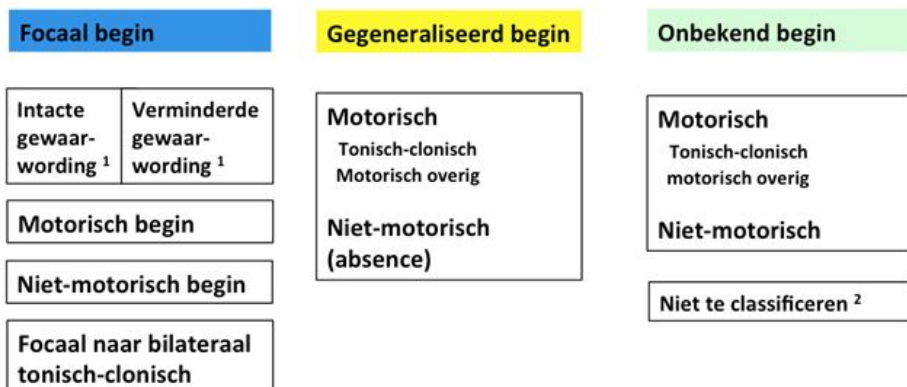 Focaal begin
Intacte
gewaar-
wording ¹
Verminderde
gewaar-
wording ¹
Motorisch begin
Niet-motorisch begin
Focaal naar bilateraal
tonisch-clonisch
Gegeneraliseerd begin
Motorisch
Tonisch-clonisch
Motorisch overig
Niet-motorisch
(absence)
Onbekend begin
Motorisch
Tonisch-clonisch
motorisch overig
Niet-motorisch
Niet te classificeren ²